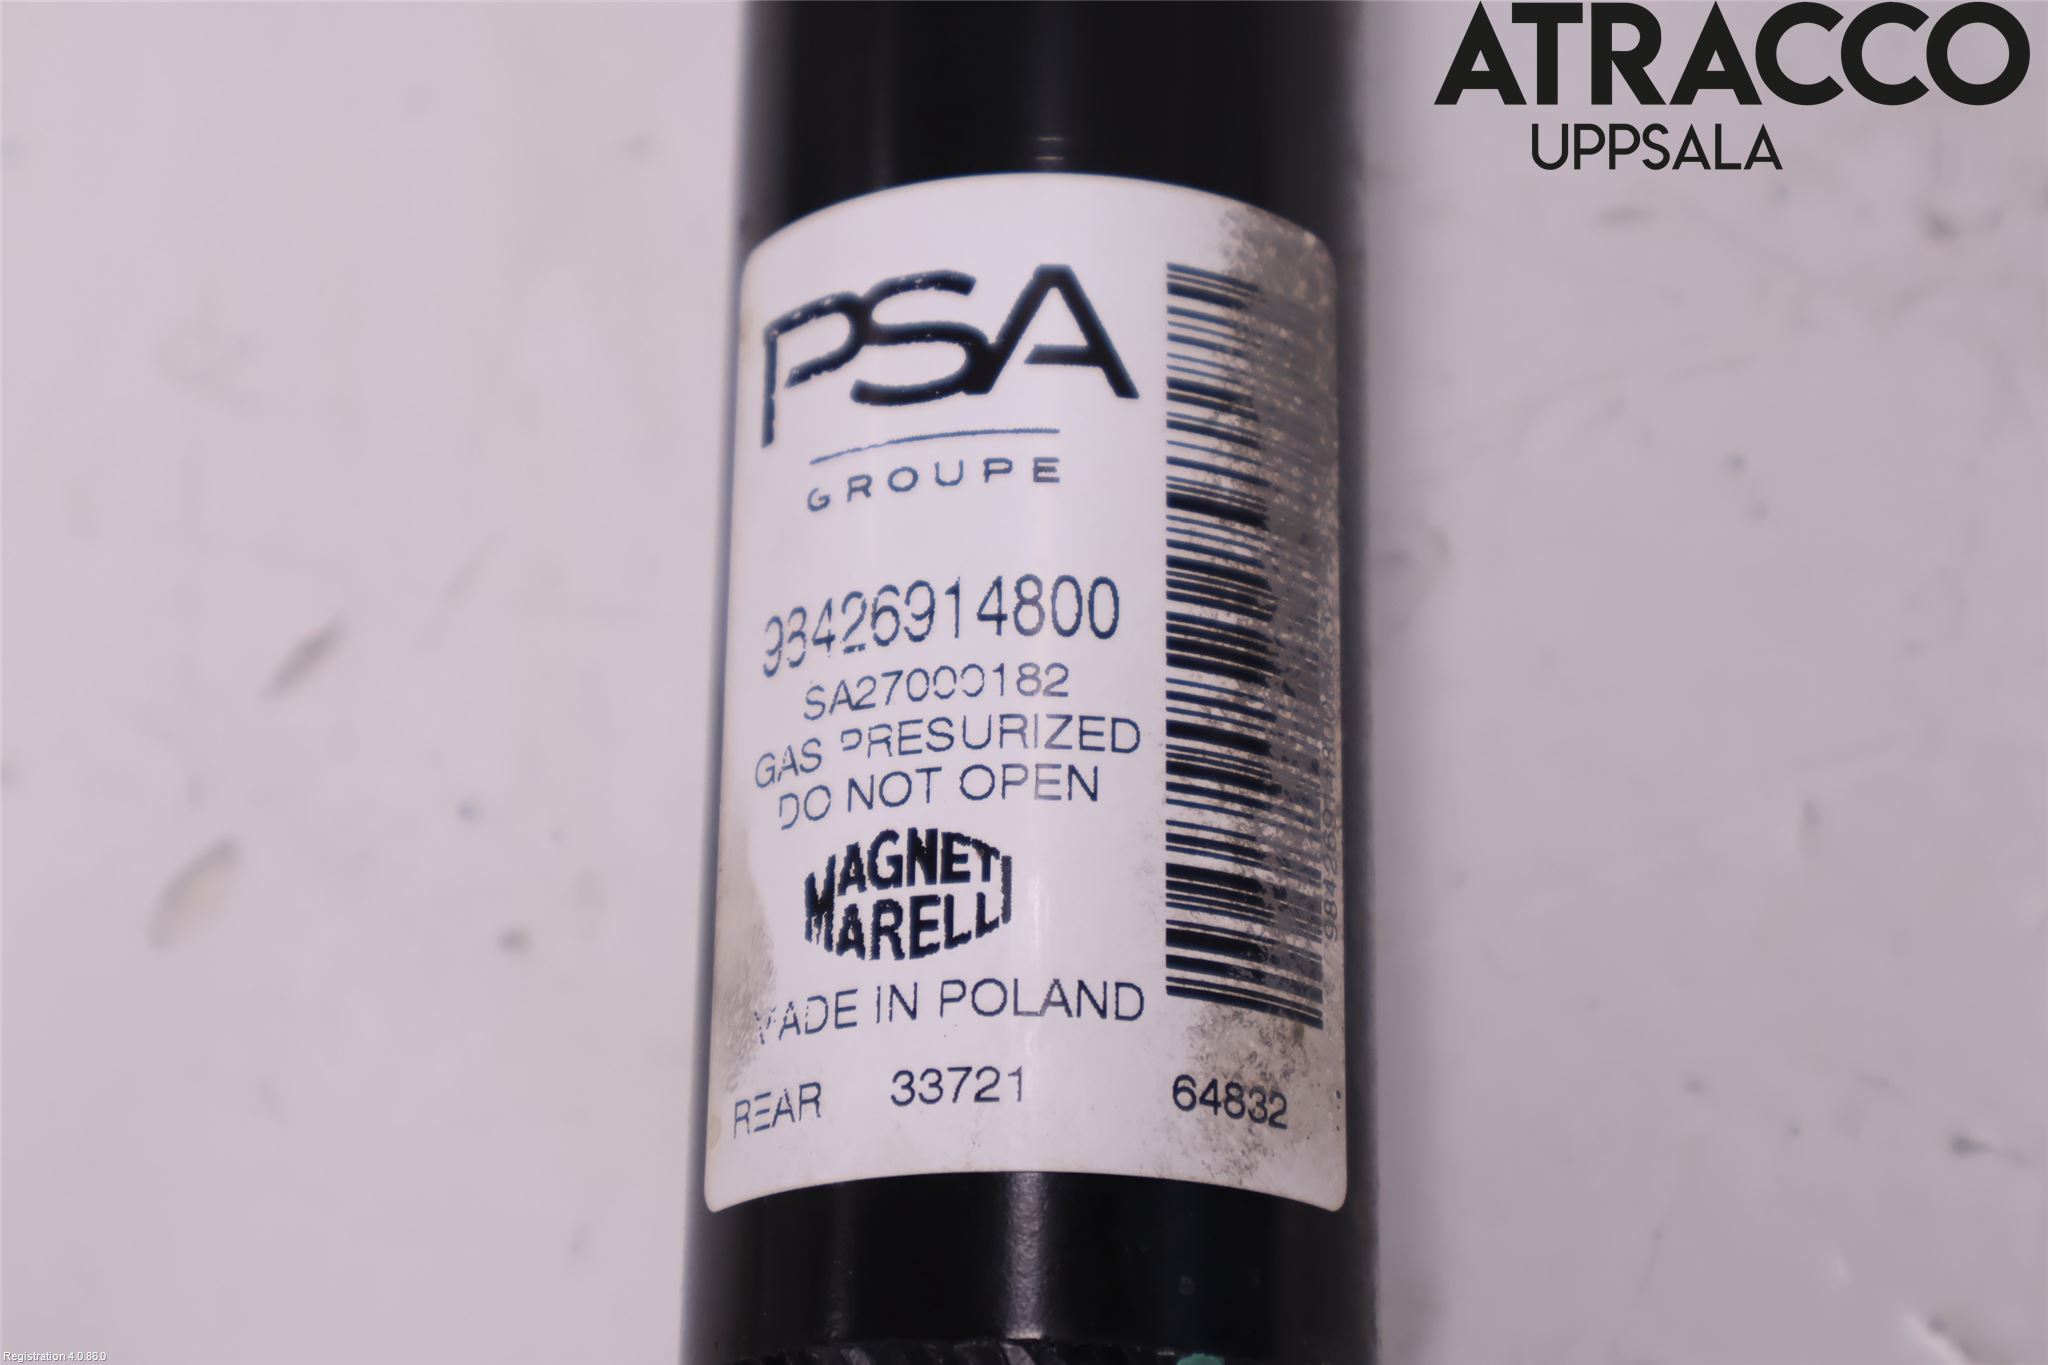 ATRACCO
UPPSALA
PSA
GROUPE
98426914800
SA27000182
GAS PRESURIZED
DO NOT OPEN
MAGNETI
MARELLI
MADE IN POLAND
REAR 33721 64832
Registration 4.0.86.0